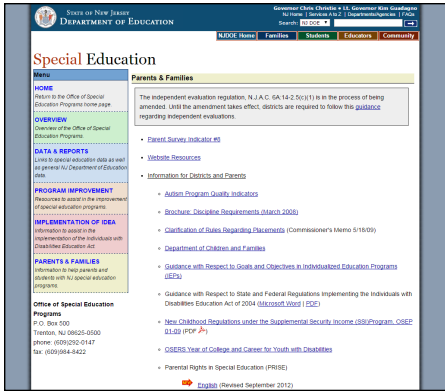 STATE OF NEW JERSEY
DEPARTMENT OF EDUCATION
Governor Chris Christie • Lt. Governor Kim Guadagno
NJ Home | Services A to Z | Departments/Agencies | FAQs
Search: NJ DOE
NJDOE Home Families Students Educators Community
Special Education
Menu
HOME
Return to the Office of Special
Education Programs home page.
OVERVIEW
Overview of the Office of Special
Education Programs.
DATA & REPORTS
Links to special education data as well
as general NJ Department of Education
data.
PROGRAM IMPROVEMENT
Resources to assist in the improvement
of special education programs.
IMPLEMENTATION OF IDEA
Information to assist in the
implementation of the Individuals with
Disabilities Education Act.
PARENTS & FAMILIES
Information to help parents and
students with NJ special education
programs.
Office of Special Education
Programs
P.O. Box 500
Trenton, NJ 08625-0500
phone: (609)292-0147
fax: (609)984-8422
Parents & Families
The independent evaluation regulation, N.J.A.C. 6A:14-2.5(c)(1) is in the process of being
amended. Until the amendment takes effect, districts are required to follow this guidance
regarding independent evaluations.
Parent Survey Indicator #8
Website Resources
Information for Districts and Parents
Autism Program Quality Indicators
Brochure: Discipline Requirements (March 2008)
Clarification of Rules Regarding Placements (Commissioner's Memo 5/18/09)
Department of Children and Families
Guidance with Respect to Goals and Objectives in Individualized Education Programs
(IEPs)
Guidance with Respect to State and Federal Regulations Implementing the Individuals with
Disabilities Education Act of 2004 (Microsoft Word | PDF)
New Childhood Regulations under the Supplemental Security Income (SSI)Program, OSEP
01-09 (PDF)
OSERS Year of College and Career for Youth with Disabilities
Parental Rights in Special Education (PRISE)
English (Revised September 2012)